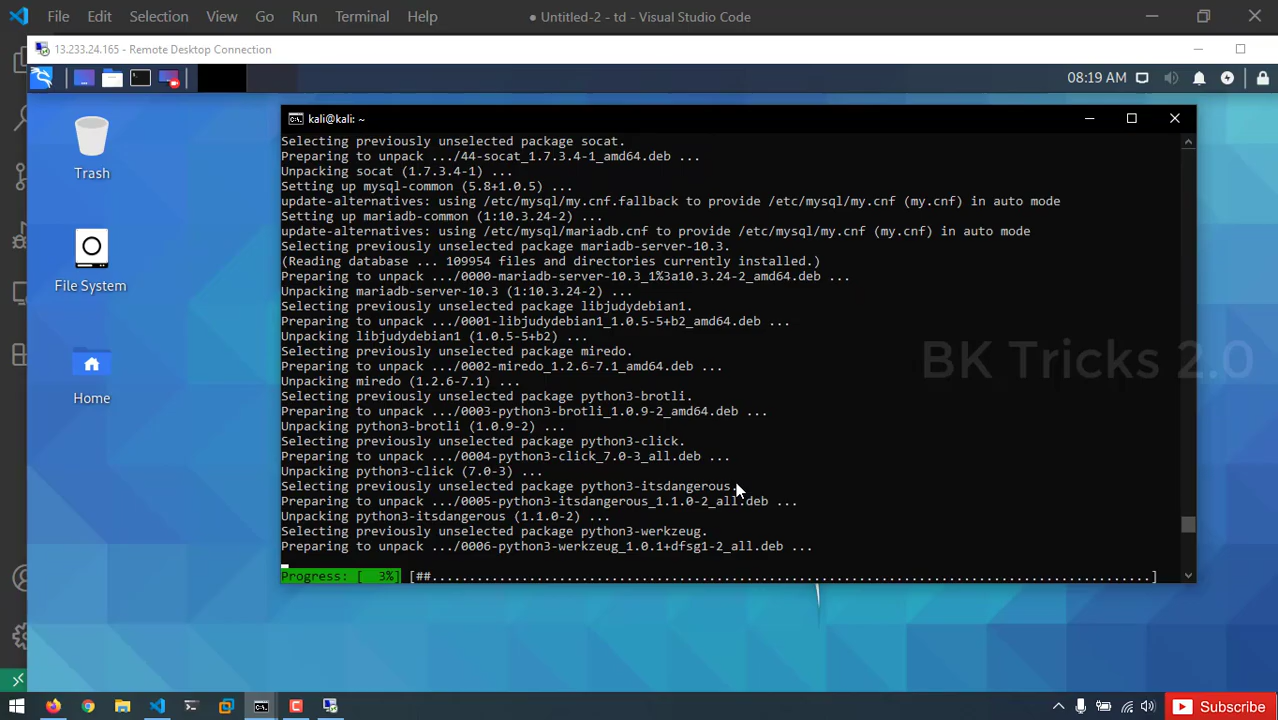 File Edit Selection View Go Run Terminal Help ● Untitled-2 - td - Visual Studio Code
13.233.24.165 - Remote Desktop Connection
08:19 AM
kali@kali: ~
Trash
File System
Home
Selecting previously unselected package socat.
Preparing to unpack .../44-socat_1.7.3.4-1_amd64.deb ...
Unpacking socat (1.7.3.4-1) ...
Setting up mysql-common (5.8+1.0.5) ...
update-alternatives: using /etc/mysql/my.cnf.fallback to provide /etc/mysql/my.cnf (my.cnf) in auto mode
Setting up mariadb-common (1:10.3.24-2) ...
update-alternatives: using /etc/mysql/mariadb.cnf to provide /etc/mysql/my.cnf (my.cnf) in auto mode
Selecting previously unselected package mariadb-server-10.3.
(Reading database ... 109954 files and directories currently installed.)
Preparing to unpack .../0000-mariadb-server-10.3_1%3a10.3.24-2_amd64.deb ...
Unpacking mariadb-server-10.3 (1:10.3.24-2) ...
Selecting previously unselected package libjudydebian1.
Preparing to unpack .../0001-libjudydebian1_1.0.5-5+b2_amd64.deb ...
Unpacking libjudydebian1 (1.0.5-5+b2) ...
Selecting previously unselected package miredo.
Preparing to unpack .../0002-miredo_1.2.6-7.1_amd64.deb ...
Unpacking miredo (1.2.6-7.1) ...
Selecting previously unselected package python3-brotli.
Preparing to unpack .../0003-python3-brotli_1.0.9-2_amd64.deb ...
Unpacking python3-brotli (1.0.9-2) ...
Selecting previously unselected package python3-click.
Preparing to unpack .../0004-python3-click_7.0-3_all.deb ...
Unpacking python3-click (7.0-3) ...
Selecting previously unselected package python3-itsdangerous.
Preparing to unpack .../0005-python3-itsdangerous_1.1.0-2_all.deb ...
Unpacking python3-itsdangerous (1.1.0-2) ...
Selecting previously unselected package python3-werkzeug.
Preparing to unpack .../0006-python3-werkzeug_1.0.1+dfsg1-2_all.deb ...
Progress: [  3%] [##.................................................................................................]
BK Tricks 2.0
Subscribe